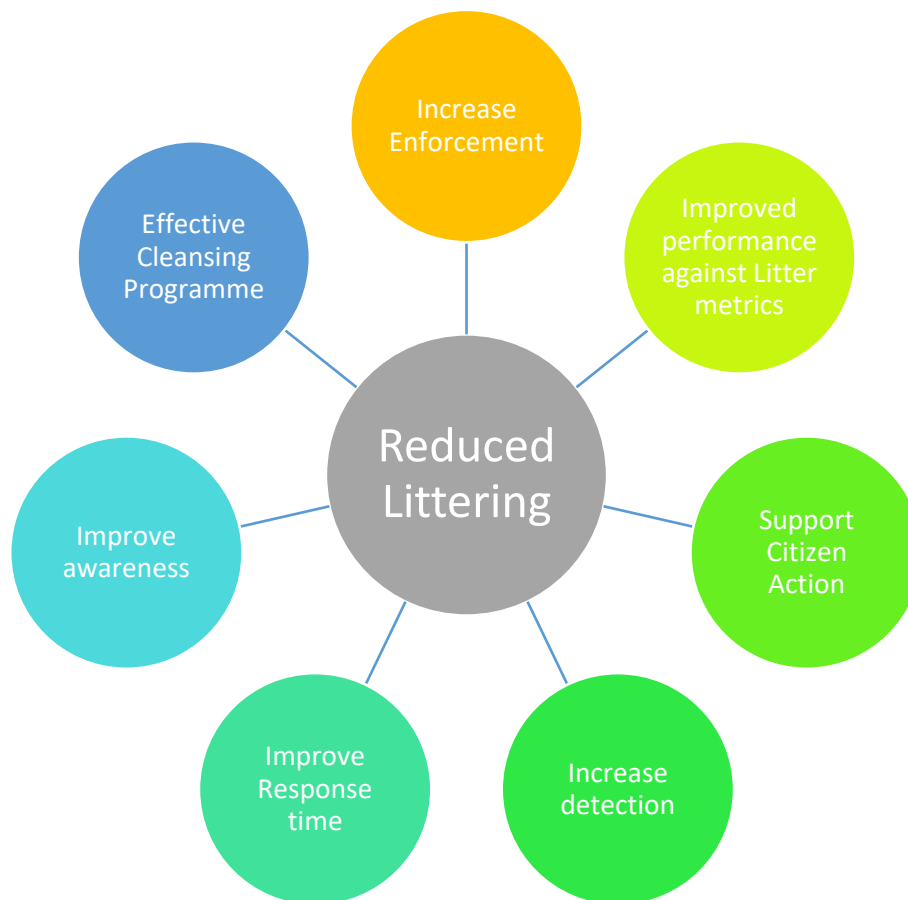 Increase
Enforcement
Improved
performance
against Litter
metrics
Support
Citizen
Action
Increase
detection
Improve
Response
time
Improve
awareness
Effective
Cleansing
Programme
Reduced
Littering